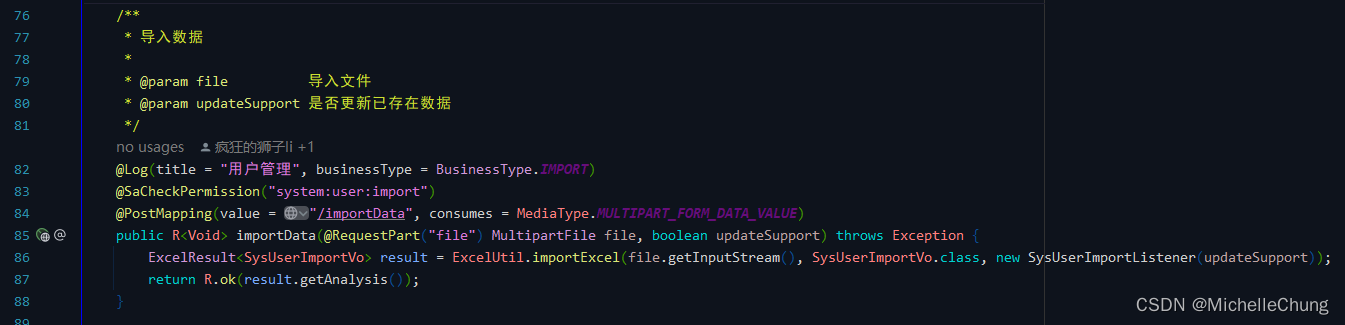 76 /**
77 * 导入数据
78 *
79 * @param file 导入文件
80 * @param updateSupport 是否更新已存在数据
81 */
no usages 疯狂的狮子li +1
82 @Log(title = "用户管理", businessType = BusinessType.IMPORT)
83 @SaCheckPermission("system:user:import")
84 @PostMapping(value = "/importData", consumes = MediaType.MULTIPART_FORM_DATA_VALUE)
85 public R<Void> importData(@RequestPart("file") MultipartFile file, boolean updateSupport) throws Exception {
86 ExcelResult<SysUserImportVo> result = ExcelUtil.importExcel(file.getInputStream(), SysUserImportVo.class, new SysUserImportListener(updateSupport));
87 return R.ok(result.getAnalysis());
88 }
89
CSDN @MichelleChung